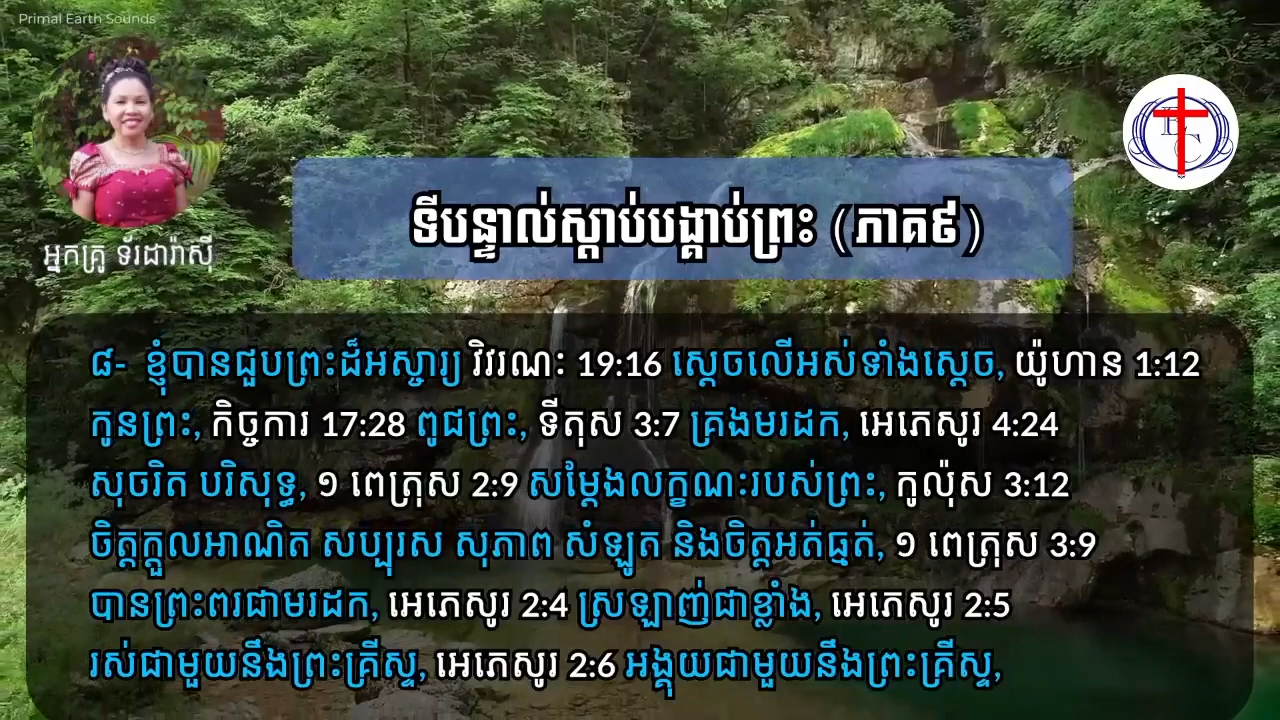 Primal Earth Sounds
អ្នកគ្រូ ទ័រដារ៉ាស៊ី
ទីបន្ទាល់ស្តាប់បង្គាប់ព្រះ (ភាគ៩)
៨- ខ្ញុំបានជួបព្រះដ៏អស្ចារ្យ វិវរណៈ 19:16 ស្តេចលើអស់ទាំងស្តេច, យ៉ូហាន 1:12
កូនព្រះ, កិច្ចការ 17:28 ពូជព្រះ, ទីតុស 3:7 គ្រងមរដក, អេភេសូរ 4:24
សុចរិត បរិសុទ្ធ, ១ ពេត្រុស 2:9 សម្តែងលក្ខណះរបស់ព្រះ, កូល៉ុស 3:12
ចិត្តក្តួលអាណិត សប្បុរស សុភាព សំឡូត និងចិត្តអត់ធ្មត់, ១ ពេត្រុស 3:9
បានព្រះពរជាមរដក, អេភេសូរ 2:4 ស្រឡាញ់ជាខ្លាំង, អេភេសូរ 2:5
រស់ជាមួយនឹងព្រះគ្រីស្ទ, អេភេសូរ 2:6 អង្គុយជាមួយនឹងព្រះគ្រីស្ទ,